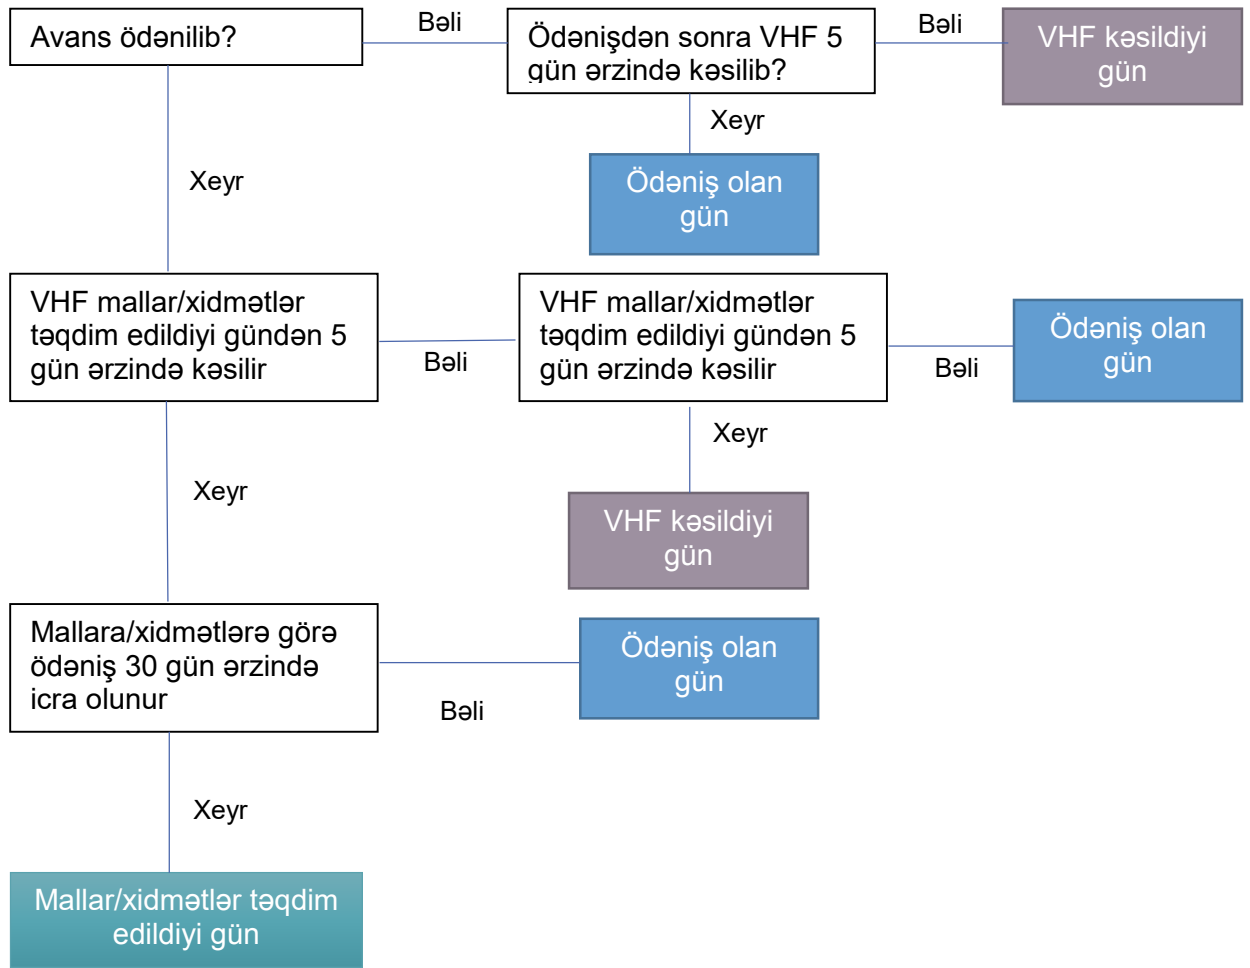 Avans ödənilib?
Bəli
Ödənişdən sonra VHF 5
gün ərzində kəsilib?
Bəli
VHF kəsildiyi
gün
Xeyr
Ödəniş olan
gün
Xeyr
VHF mallar/xidmətlər
təqdim edildiyi gündən 5
gün ərzində kəsilir
Bəli
VHF mallar/xidmətlər
təqdim edildiyi gündən 5
gün ərzində kəsilir
Bəli
Ödəniş olan
gün
Xeyr
VHF kəsildiyi
gün
Xeyr
Mallara/xidmətlərə görə
ödəniş 30 gün ərzində
icra olunur
Bəli
Ödəniş olan
gün
Xeyr
Mallar/xidmətlər təqdim
edildiyi gün